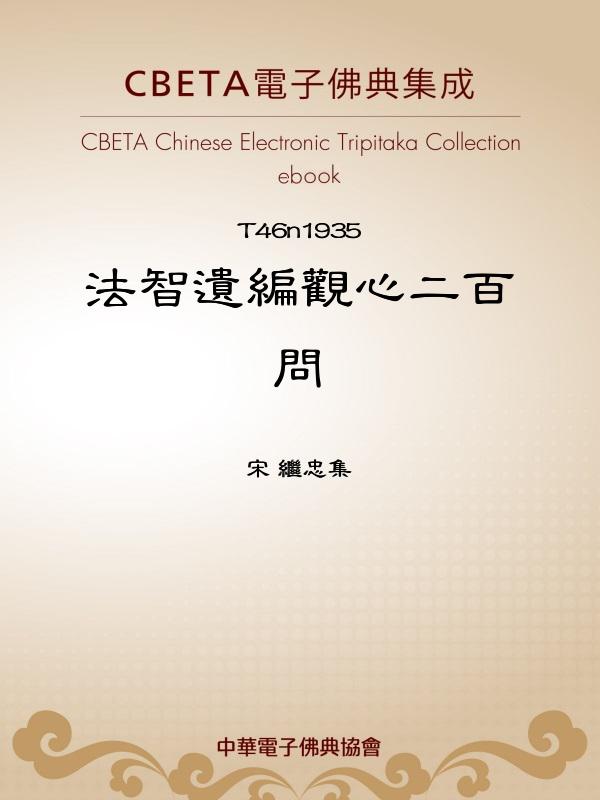 CBETA電子佛典集成
CBETA Chinese Electronic Tripitaka Collection
ebook
T46n1935
法智遺編觀心二百
問
宋 繼忠集
中華電子佛典協會